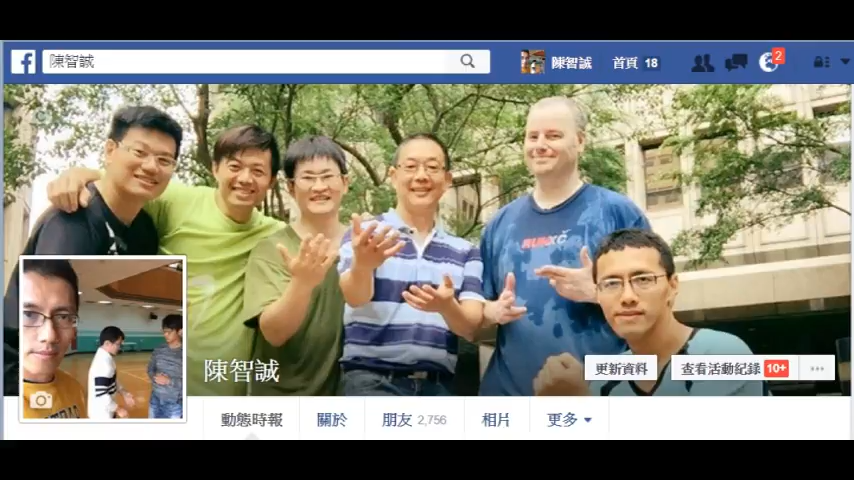 f 陳智誠 陳智誠 首頁 18 2
RUNXC
陳智誠 更新資料 查看活動紀錄 10+ ...
動態時報 關於 朋友 2,756 相片 更多